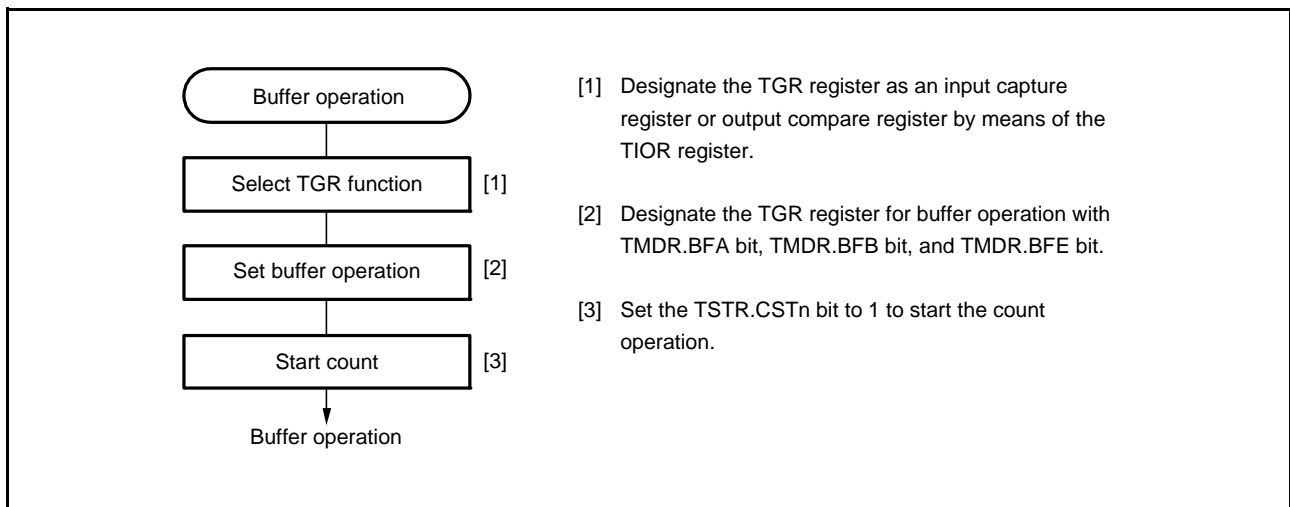 Buffer operation
Select TGR function [1]
Set buffer operation [2]
Start count [3]
Buffer operation
[1] Designate the TGR register as an input capture
register or output compare register by means of the
TIOR register.
[2] Designate the TGR register for buffer operation with
TMDR.BFA bit, TMDR.BFB bit, and TMDR.BFE bit.
[3] Set the TSTR.CSTn bit to 1 to start the count
operation.